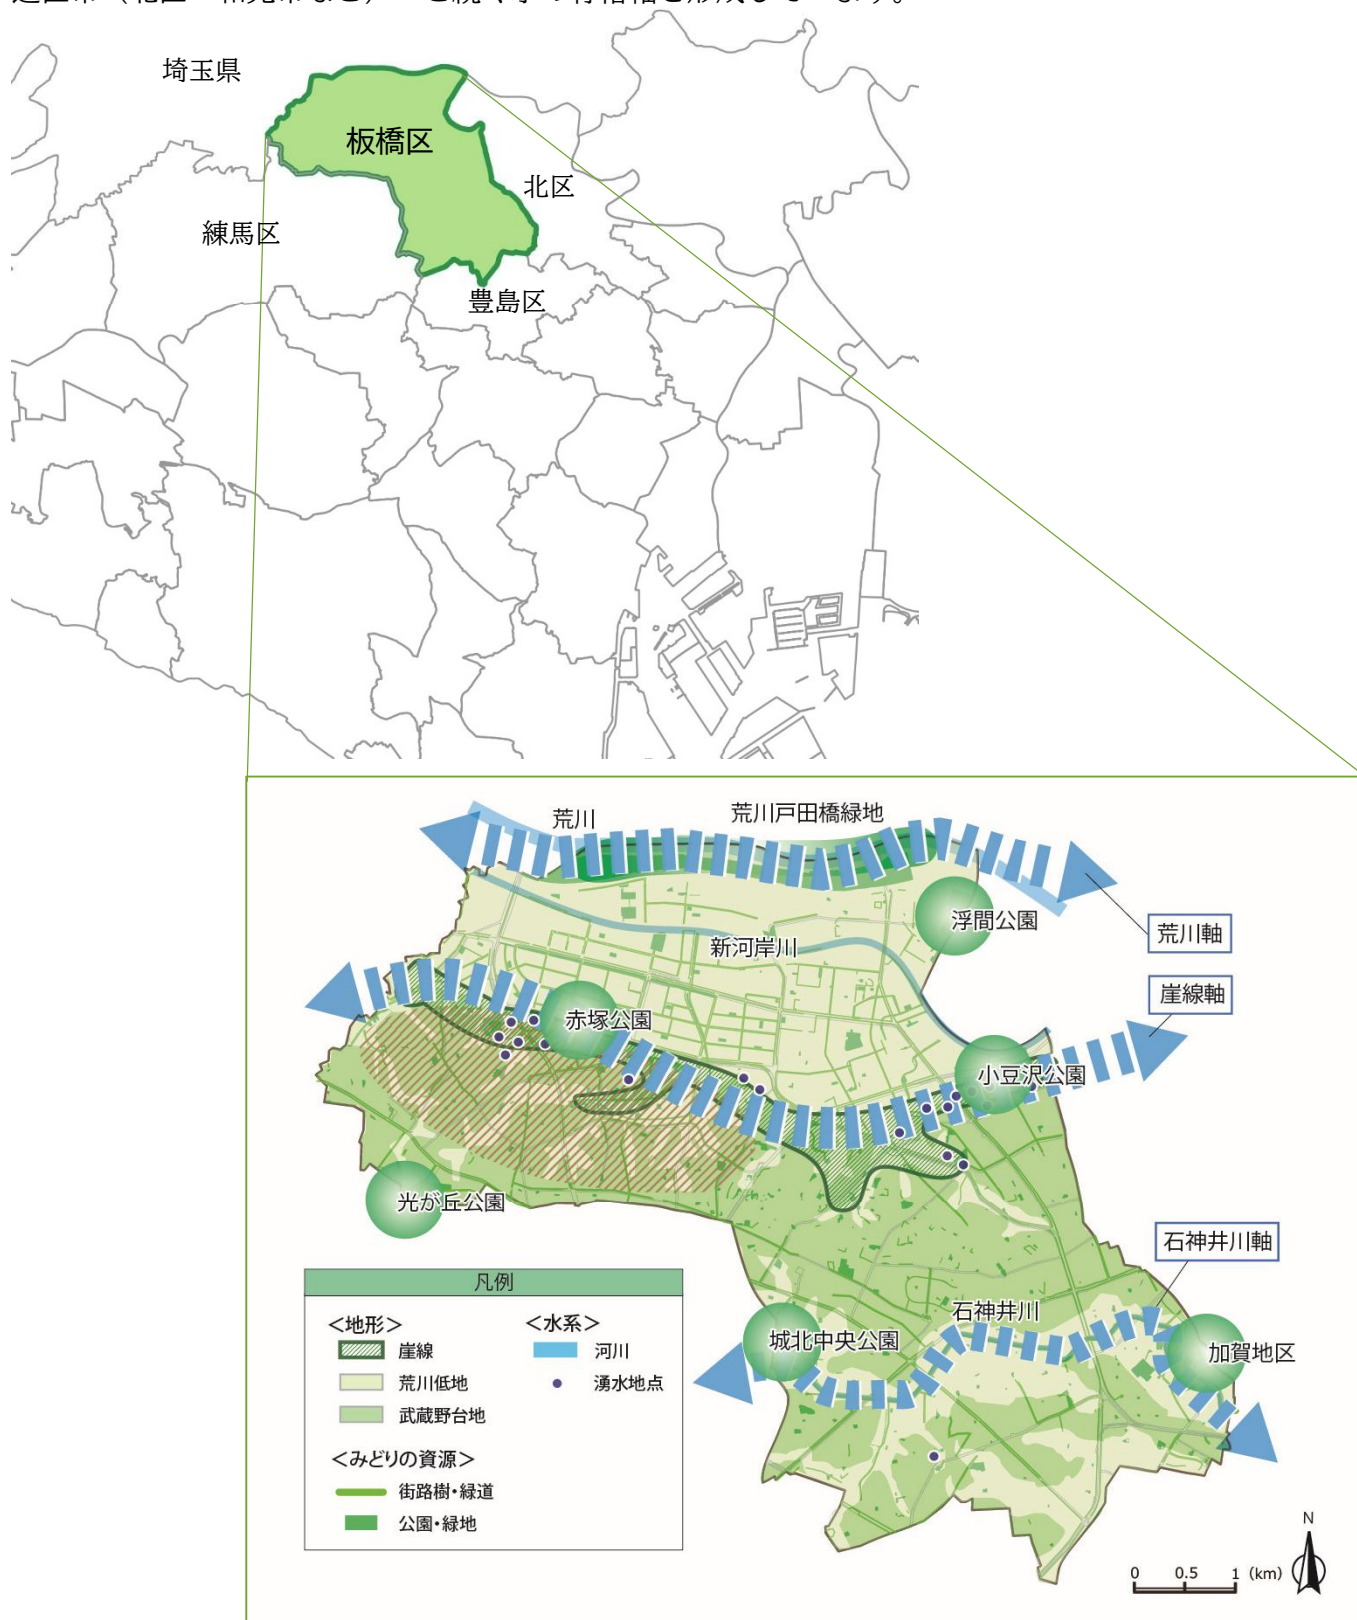 埼玉県
板橋区
北区
練馬区
豊島区
荒川
荒川戸田橋緑地
浮間公園
荒川軸
新河岸川
崖線軸
赤塚公園
小豆沢公園
光が丘公園
石神井川軸
凡例
石神井川
<地形>
<水系>
城北中央公園
加賀地区
崖線
河川
荒川低地
湧水地点
武蔵野台地
<みどりの資源>
街路樹・緑道
公園・緑地
N
0 0.5 1 (km)